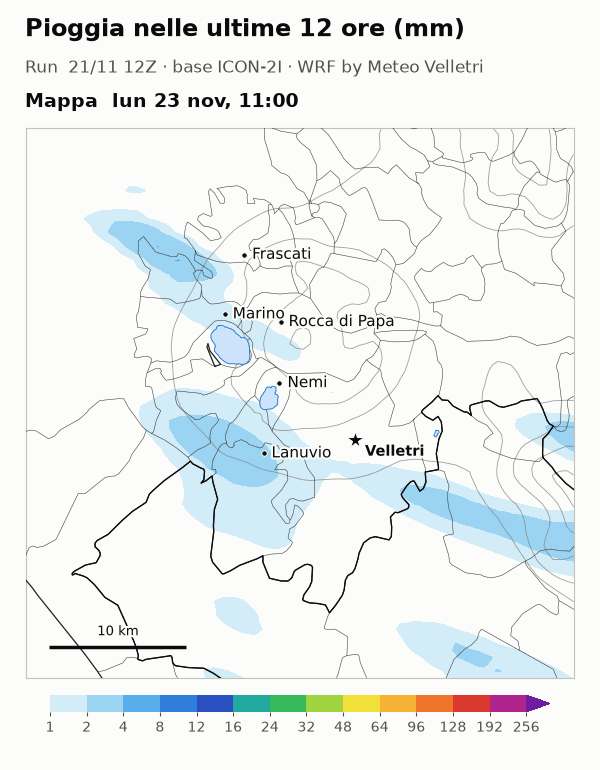 Pioggia nelle ultime 12 ore (mm)
Run  21/11 12Z · base ICON-2I · WRF by Meteo Velletri
Mappa  lun 23 nov, 11:00
Frascati
Marino
Rocca di Papa
Nemi
Velletri
Lanuvio
10 km
1 2 4 8 12 16 24 32 48 64 96 128 192 256